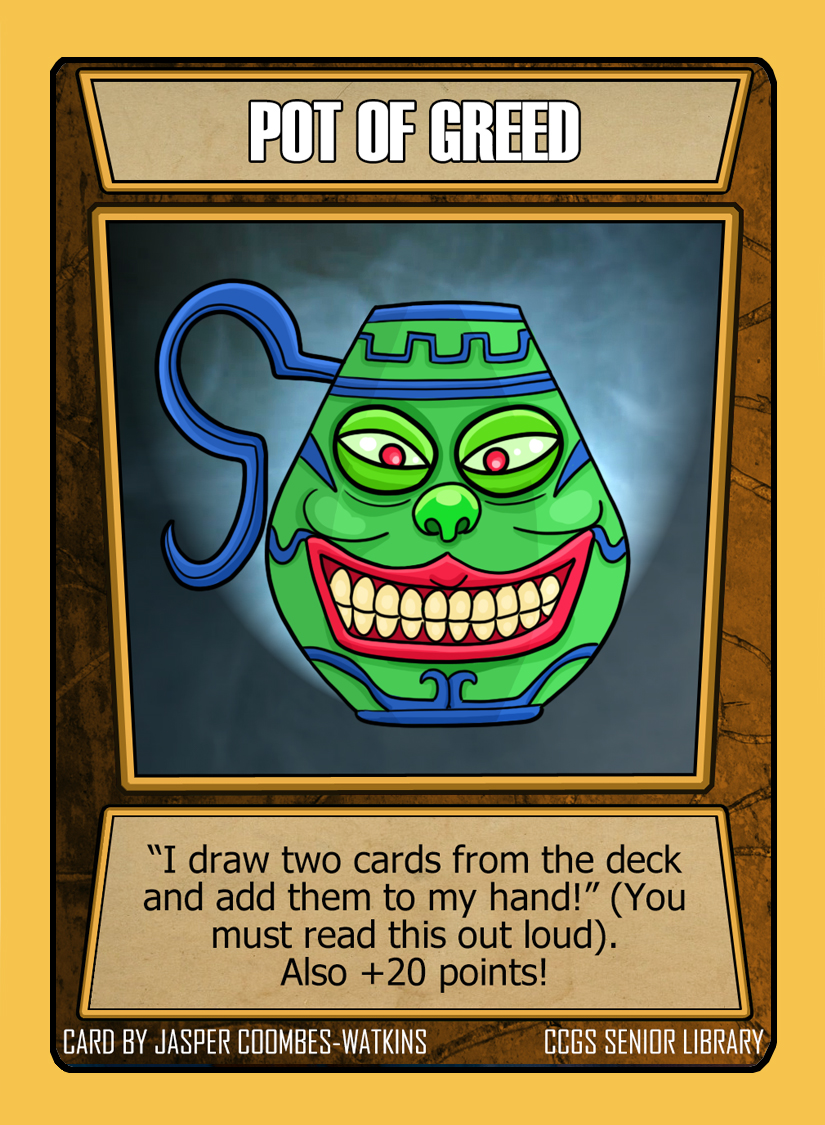 POT OF GREED
“I draw two cards from the deck
and add them to my hand!” (You
must read this out loud).
Also +20 points!
CARD BY JASPER COOMBES-WATKINS
CCGS SENIOR LIBRARY